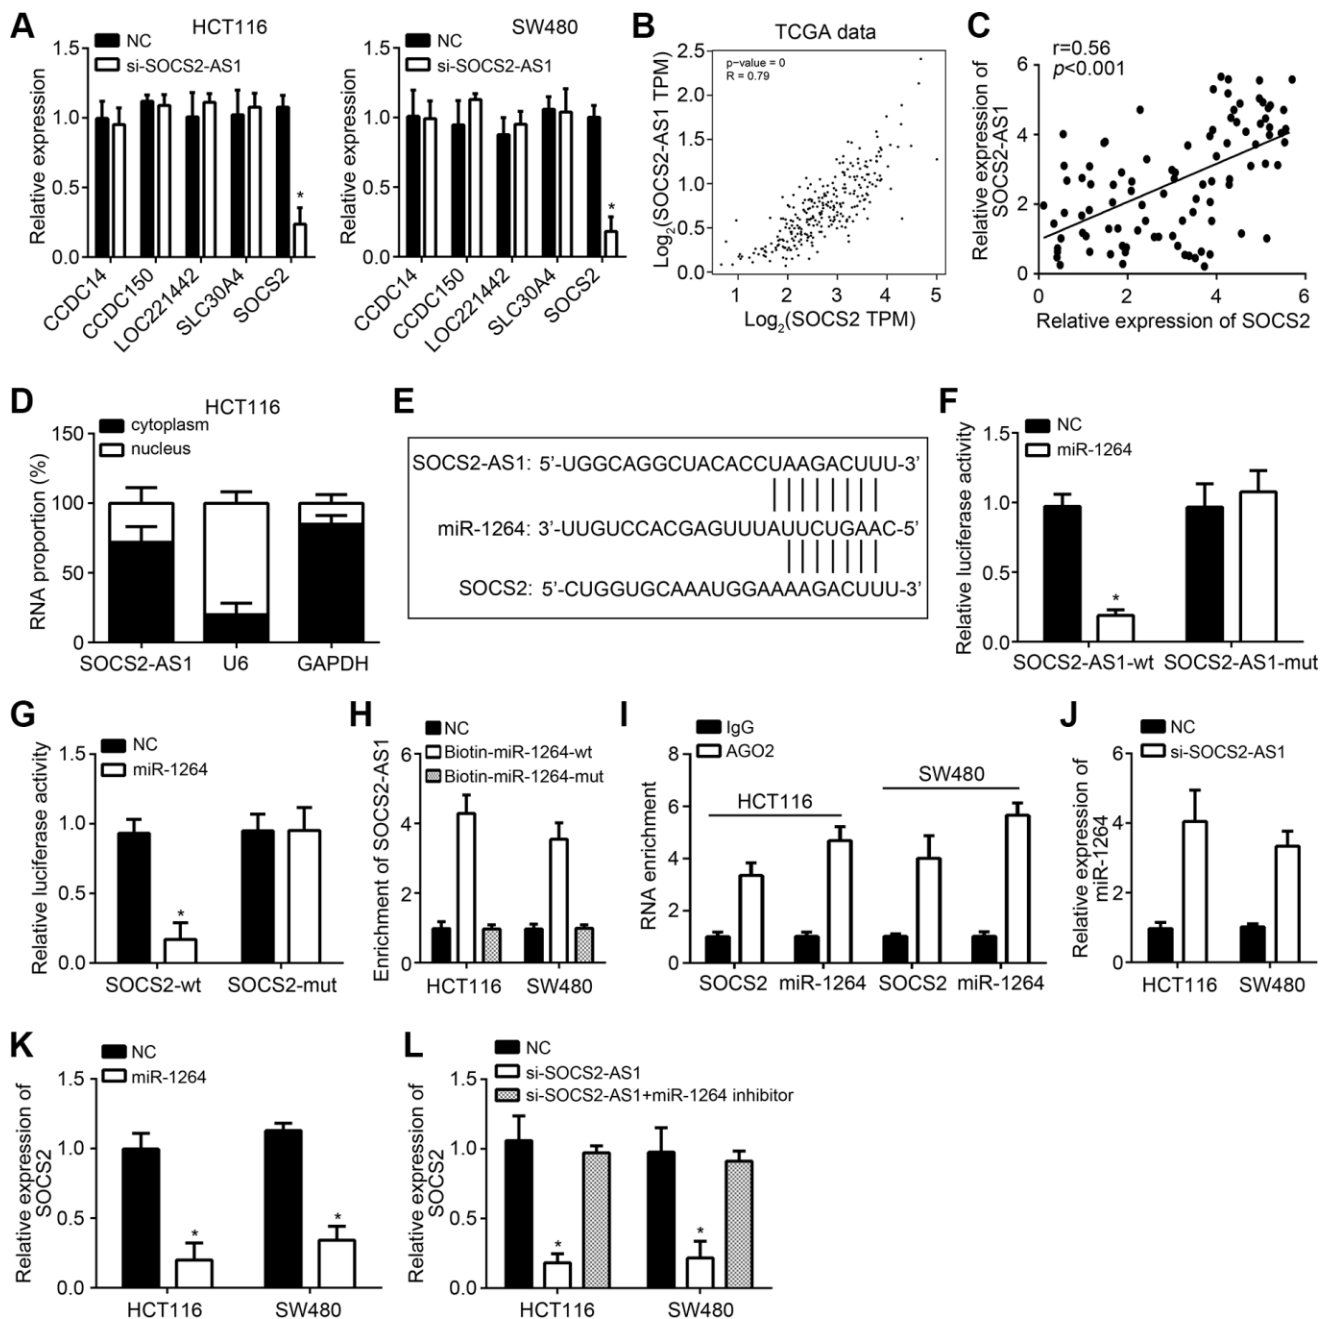 A
HCT116
NC
si-SOCS2-AS1
Relative expression
1.5
1.0
0.5
0.0
CCDC14
CCDC150
LOC221442
SLC30A4
SOCS2
*
SW480
NC
si-SOCS2-AS1
Relative expression
1.5
1.0
0.5
0.0
CCDC14
CCDC150
LOC221442
SLC30A4
SOCS2
*
B
TCGA data
p−value = 0
R = 0.79
Log2(SOCS2-AS1 TPM)
2.5
2.0
1.5
1.0
0.5
0.0
1 2 3 4 5
Log2(SOCS2 TPM)
C
r=0.56
p<0.001
Relative expression of
SOCS2-AS1
6
4
2
0
0 2 4 6
Relative expression of SOCS2
D
HCT116
cytoplasm
nucleus
RNA proportion (%)
150
100
50
0
SOCS2-AS1 U6 GAPDH
E
SOCS2-AS1: 5’-UGGCAGGCUACACCUAAGACUUU-3’
miR-1264: 3’-UUGUCCACGAGUUUAUUCUGAAC-5’
SOCS2: 5’-CUGGUGCAAAUGGAAAAGACUUU-3’
F
NC
miR-1264
Relative luciferase activity
1.5
1.0
0.5
0.0
*
SOCS2-AS1-wt SOCS2-AS1-mut
G
NC
miR-1264
Relative luciferase activity
1.5
1.0
0.5
0.0
*
SOCS2-wt SOCS2-mut
H
NC
Biotin-miR-1264-wt
Biotin-miR-1264-mut
Enrichment of SOCS2-AS1
6
4
2
0
HCT116 SW480
I
IgG
AGO2
RNA enrichment
8
6
4
2
0
HCT116
SW480
SOCS2 miR-1264 SOCS2 miR-1264
J
NC
si-SOCS2-AS1
Relative expression of
miR-1264
6
4
2
0
HCT116 SW480
K
NC
miR-1264
Relative expression of
SOCS2
1.5
1.0
0.5
0.0
*
*
HCT116 SW480
L
NC
si-SOCS2-AS1
si-SOCS2-AS1+miR-1264 inhibitor
Relative expression of
SOCS2
1.5
1.0
0.5
0.0
*
*
HCT116 SW480